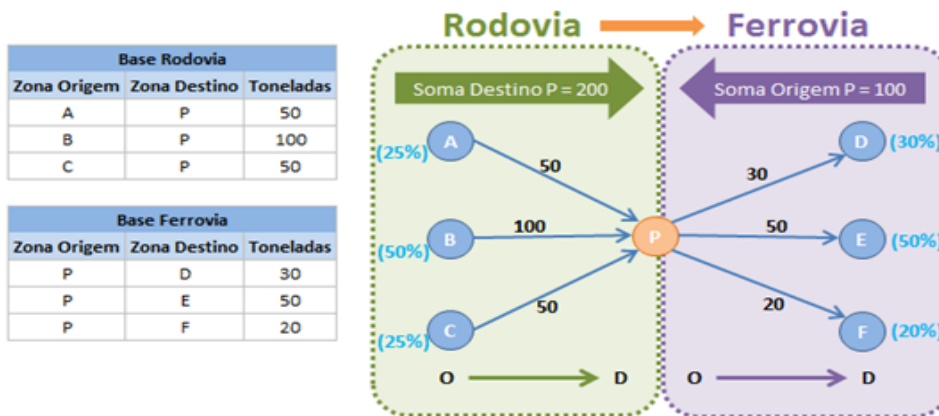 Base Rodovia
Zona Origem Zona Destino Toneladas
A P 50
B P 100
C P 50
Base Ferrovia
Zona Origem Zona Destino Toneladas
P D 30
P E 50
P F 20
Rodovia Ferrovia
Soma Destino P = 200 Soma Origem P = 100
(25%) A 50 30 D (30%)
(50%) B 100 P 50 E (50%)
(25%) C 50 20 F (20%)
O D O D